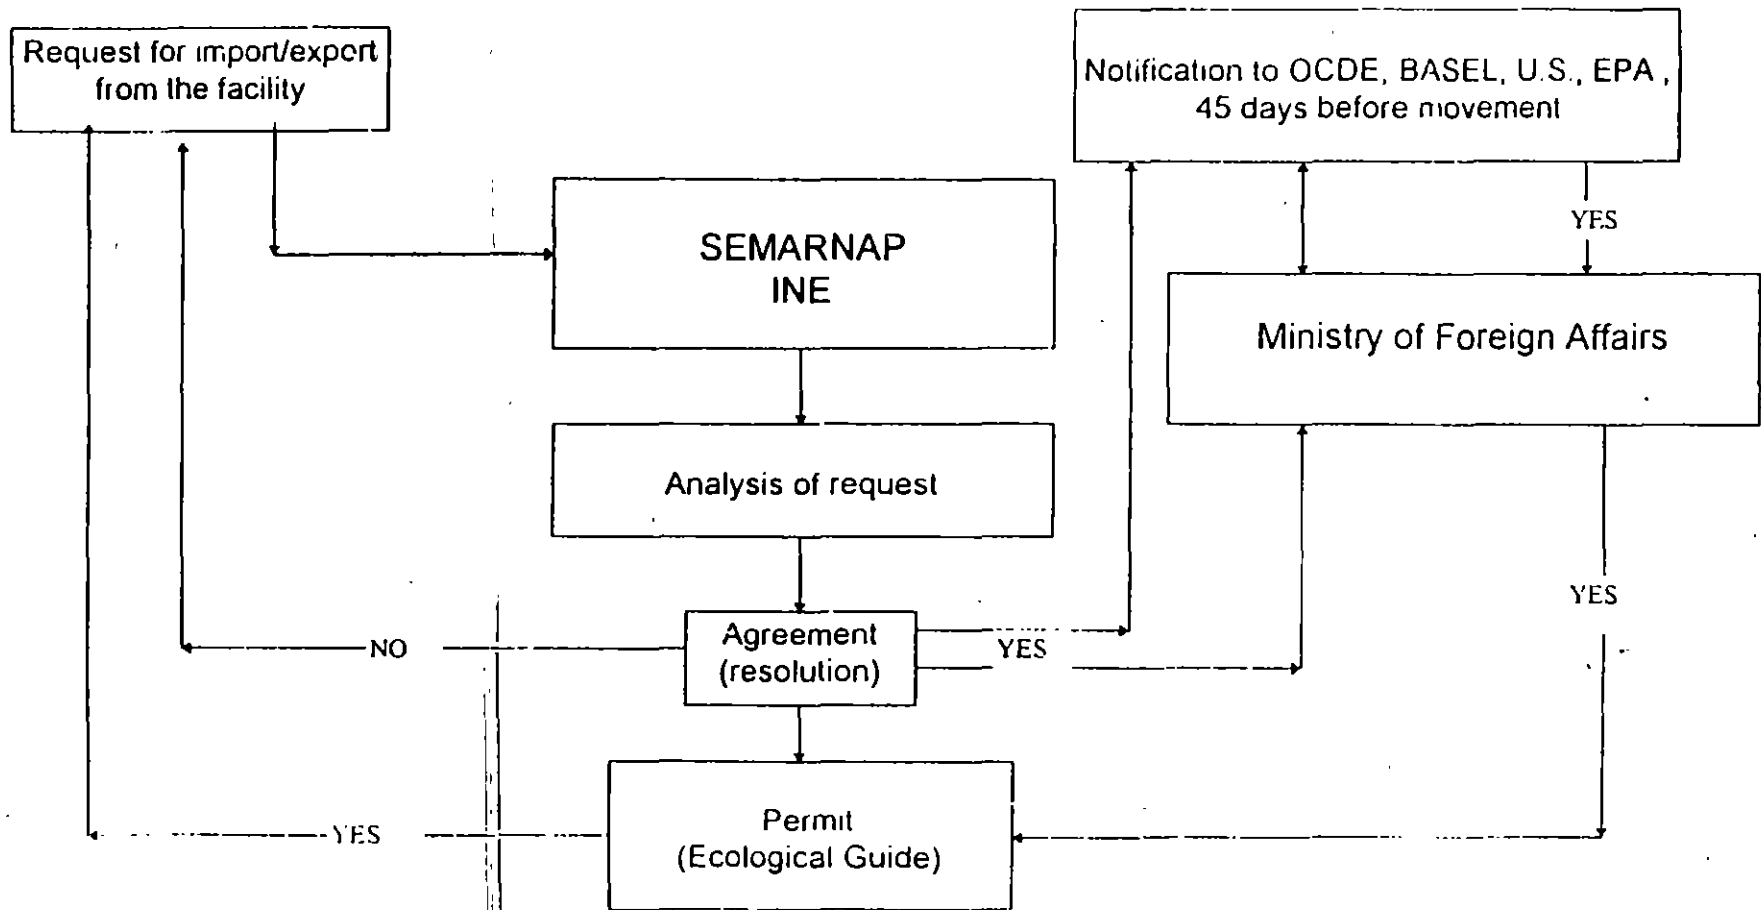 Request for import/export
from the facility
Notification to OCDE, BASEL, U.S., EPA ,
45 days before movement
YES
SEMARNAP
INE
Ministry of Foreign Affairs
Analysis of request
YES
Agreement
(resolution)
NO
YES
Permit
(Ecological Guide)
YES